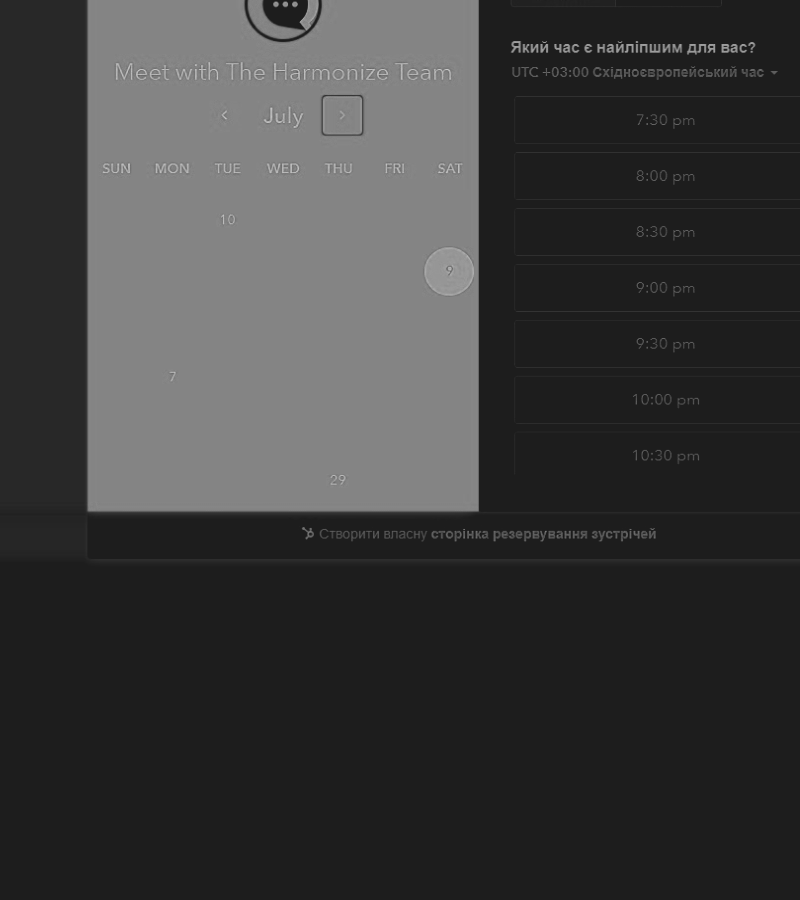 Meet with The Harmonize Team
July
SUN MON TUE WED THU FRI SAT
10
9
7
29
Який час є найліпшим для вас?
UTC +03:00 Східноєвропейський час
7:30 pm
8:00 pm
8:30 pm
9:00 pm
9:30 pm
10:00 pm
10:30 pm
Створити власну сторінка резервування зустрічей